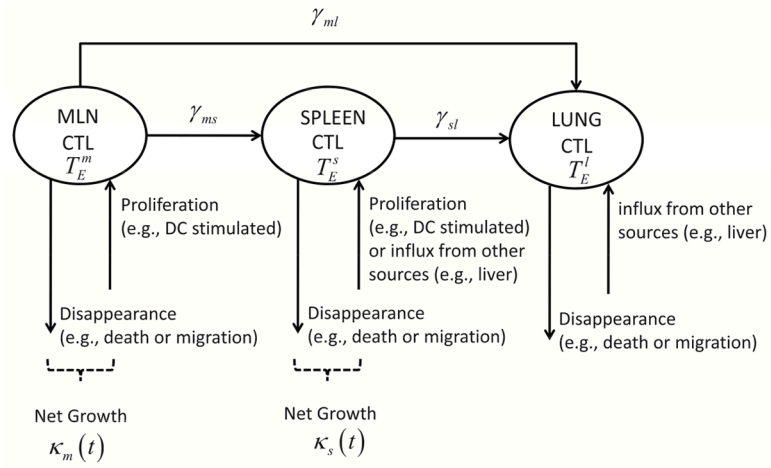 γml
MLN
CTL
T_E^m
γms
SPLEEN
CTL
T_E^s
γsl
LUNG
CTL
T_E^l
Proliferation
(e.g., DC stimulated)
Proliferation
(e.g., DC stimulated)
or influx from other
sources (e.g., liver)
influx from other
sources (e.g., liver)
Disappearance
(e.g., death or migration)
Disappearance
(e.g., death or migration)
Disappearance
(e.g., death or migration)
Net Growth
κm(t)
Net Growth
κs(t)